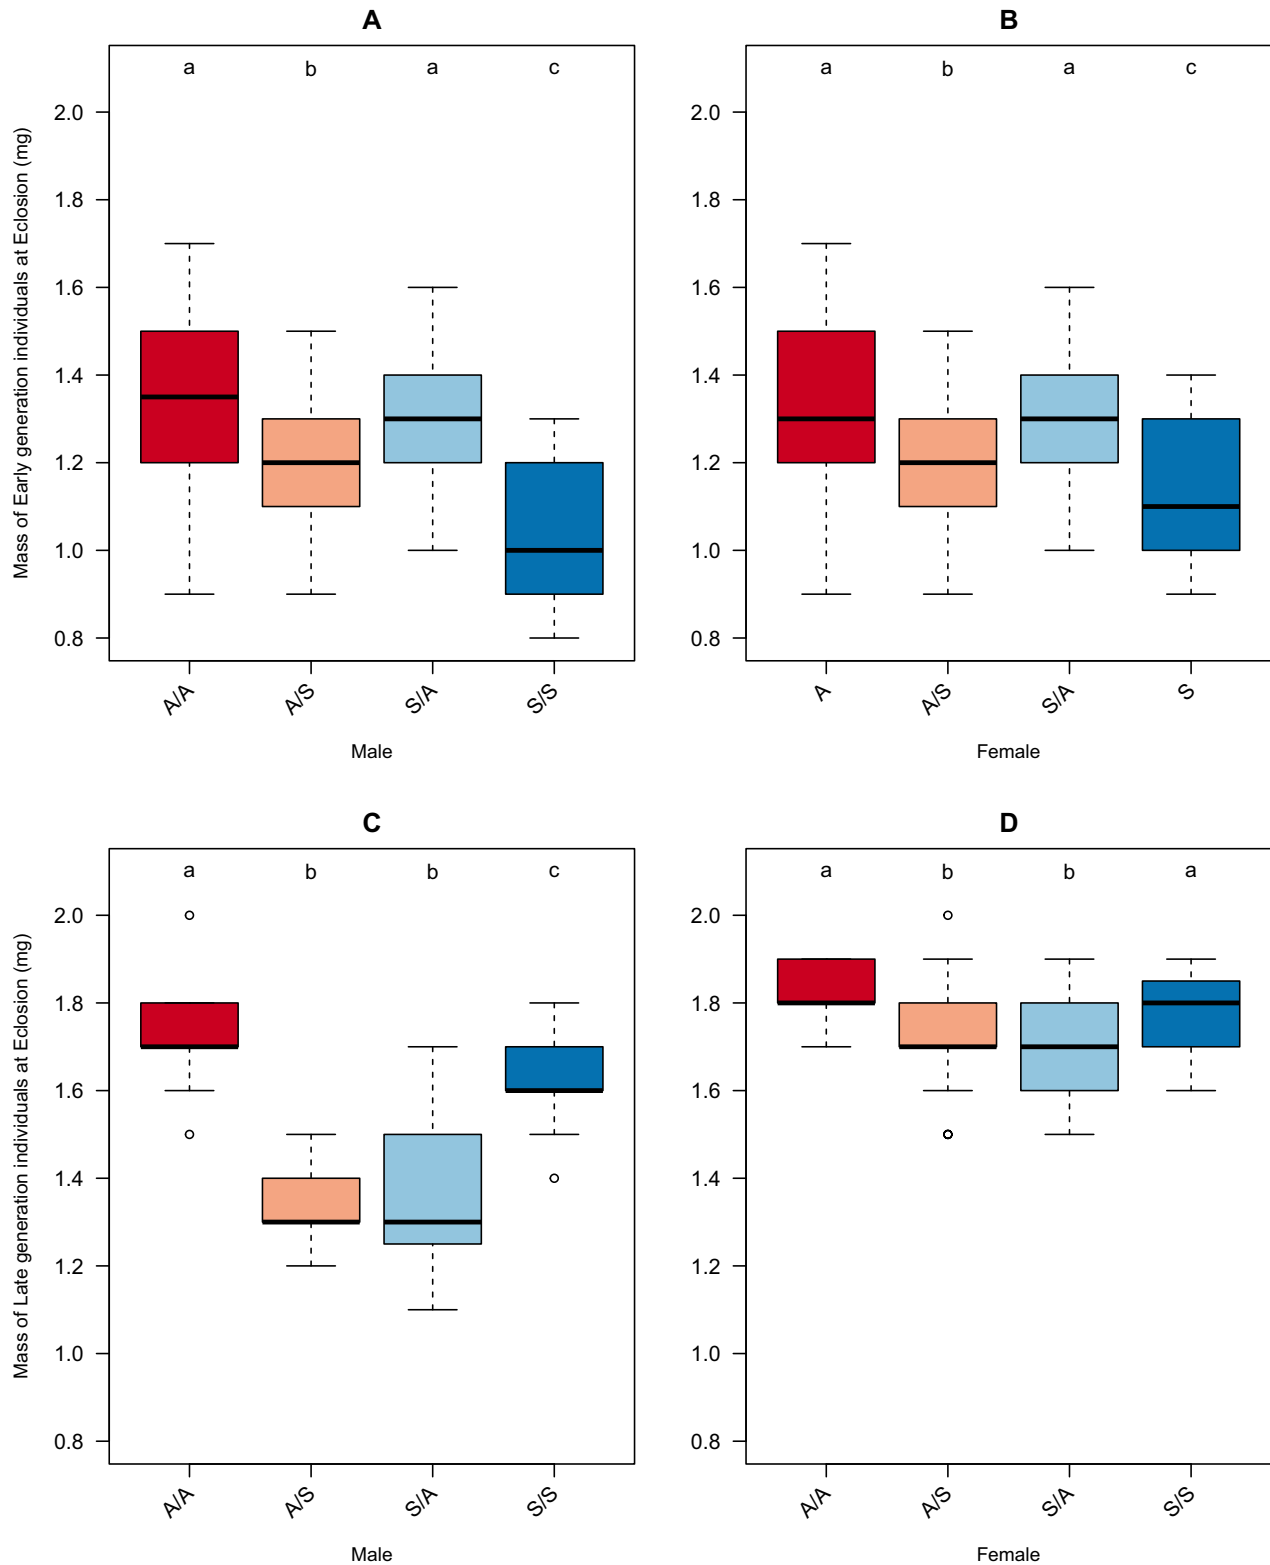 A
a b a c
Mass of Early generation individuals at Eclosion (mg)
2.0
1.8
1.6
1.4
1.2
1.0
0.8
A/A A/S S/A S/S
Male
B
a b a c
2.0
1.8
1.6
1.4
1.2
1.0
0.8
A A/S S/A S
Female
C
a b b c
Mass of Late generation individuals at Eclosion (mg)
2.0
1.8
1.6
1.4
1.2
1.0
0.8
A/A A/S S/A S/S
Male
D
a b b a
2.0
1.8
1.6
1.4
1.2
1.0
0.8
A/A A/S S/A S/S
Female